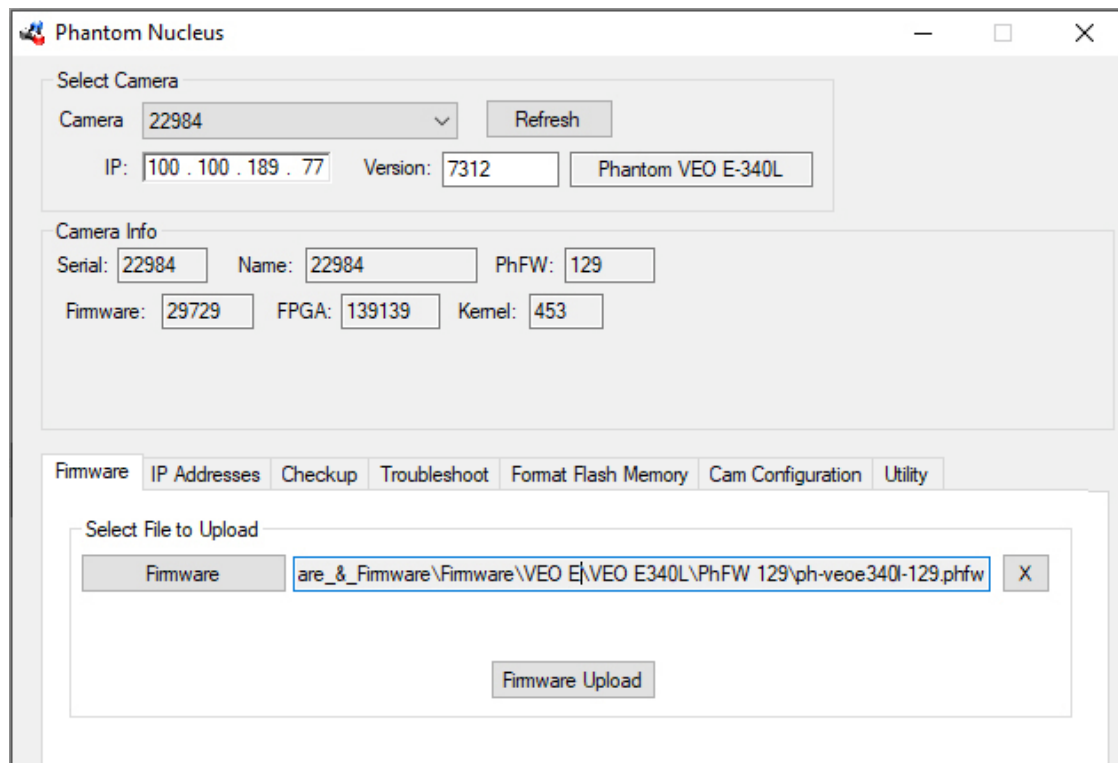 Phantom Nucleus
Select Camera
Camera 22984 Refresh
IP: 100 . 100 . 189 . 77 Version: 7312 Phantom VEO E-340L
Camera Info
Serial: 22984 Name: 22984 PhFW: 129
Firmware: 29729 FPGA: 139139 Kernel: 453
Firmware IP Addresses Checkup Troubleshoot Format Flash Memory Cam Configuration Utility
Select File to Upload
Firmware are_&_Firmware\Firmware\VEO E\VEO E340L\PhFW 129\ph-veoe340l-129.phfw X
Firmware Upload